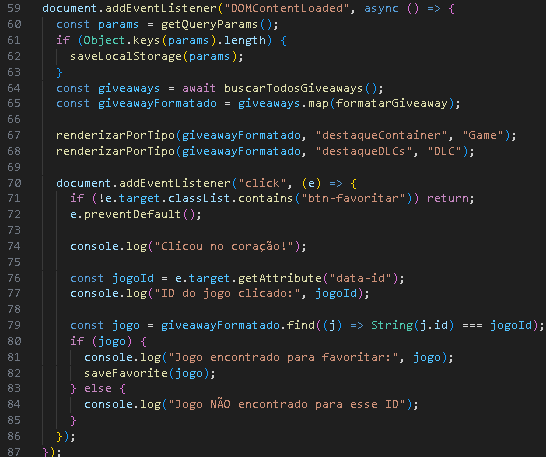 59 document.addEventListener("DOMContentLoaded", async () => {
60   const params = getQueryParams();
61   if (Object.keys(params).length) {
62     saveLocalStorage(params);
63   }
64   const giveaways = await buscarTodosGiveaways();
65   const giveawayFormatado = giveaways.map(formatarGiveaway);
66
67   renderizarPorTipo(giveawayFormatado, "destaqueContainer", "Game");
68   renderizarPorTipo(giveawayFormatado, "destaqueDLCs", "DLC");
69
70   document.addEventListener("click", (e) => {
71     if (!e.target.classList.contains("btn-favoritar")) return;
72     e.preventDefault();
73
74     console.log("Clicou no coração!");
75
76     const jogoId = e.target.getAttribute("data-id");
77     console.log("ID do jogo clicado:", jogoId);
78
79     const jogo = giveawayFormatado.find((j) => String(j.id) === jogoId);
80     if (jogo) {
81       console.log("Jogo encontrado para favoritar:", jogo);
82       saveFavorite(jogo);
83     } else {
84       console.log("Jogo NÃO encontrado para esse ID");
85     }
86   });
87 });